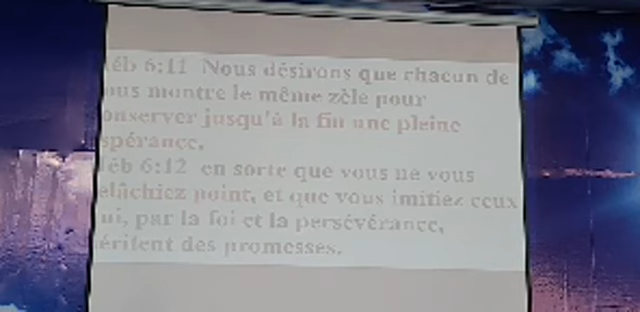 éb 6:11 Nous désirons que chacun de
ous montre le même zèle pour
onserver jusqu'à la fin une pleine
spérance,
éb 6:12 en sorte que vous ne vous
elâchiez point, et que vous imitiez ceux
ui, par la foi et la persévérance,
éritent des promesses.